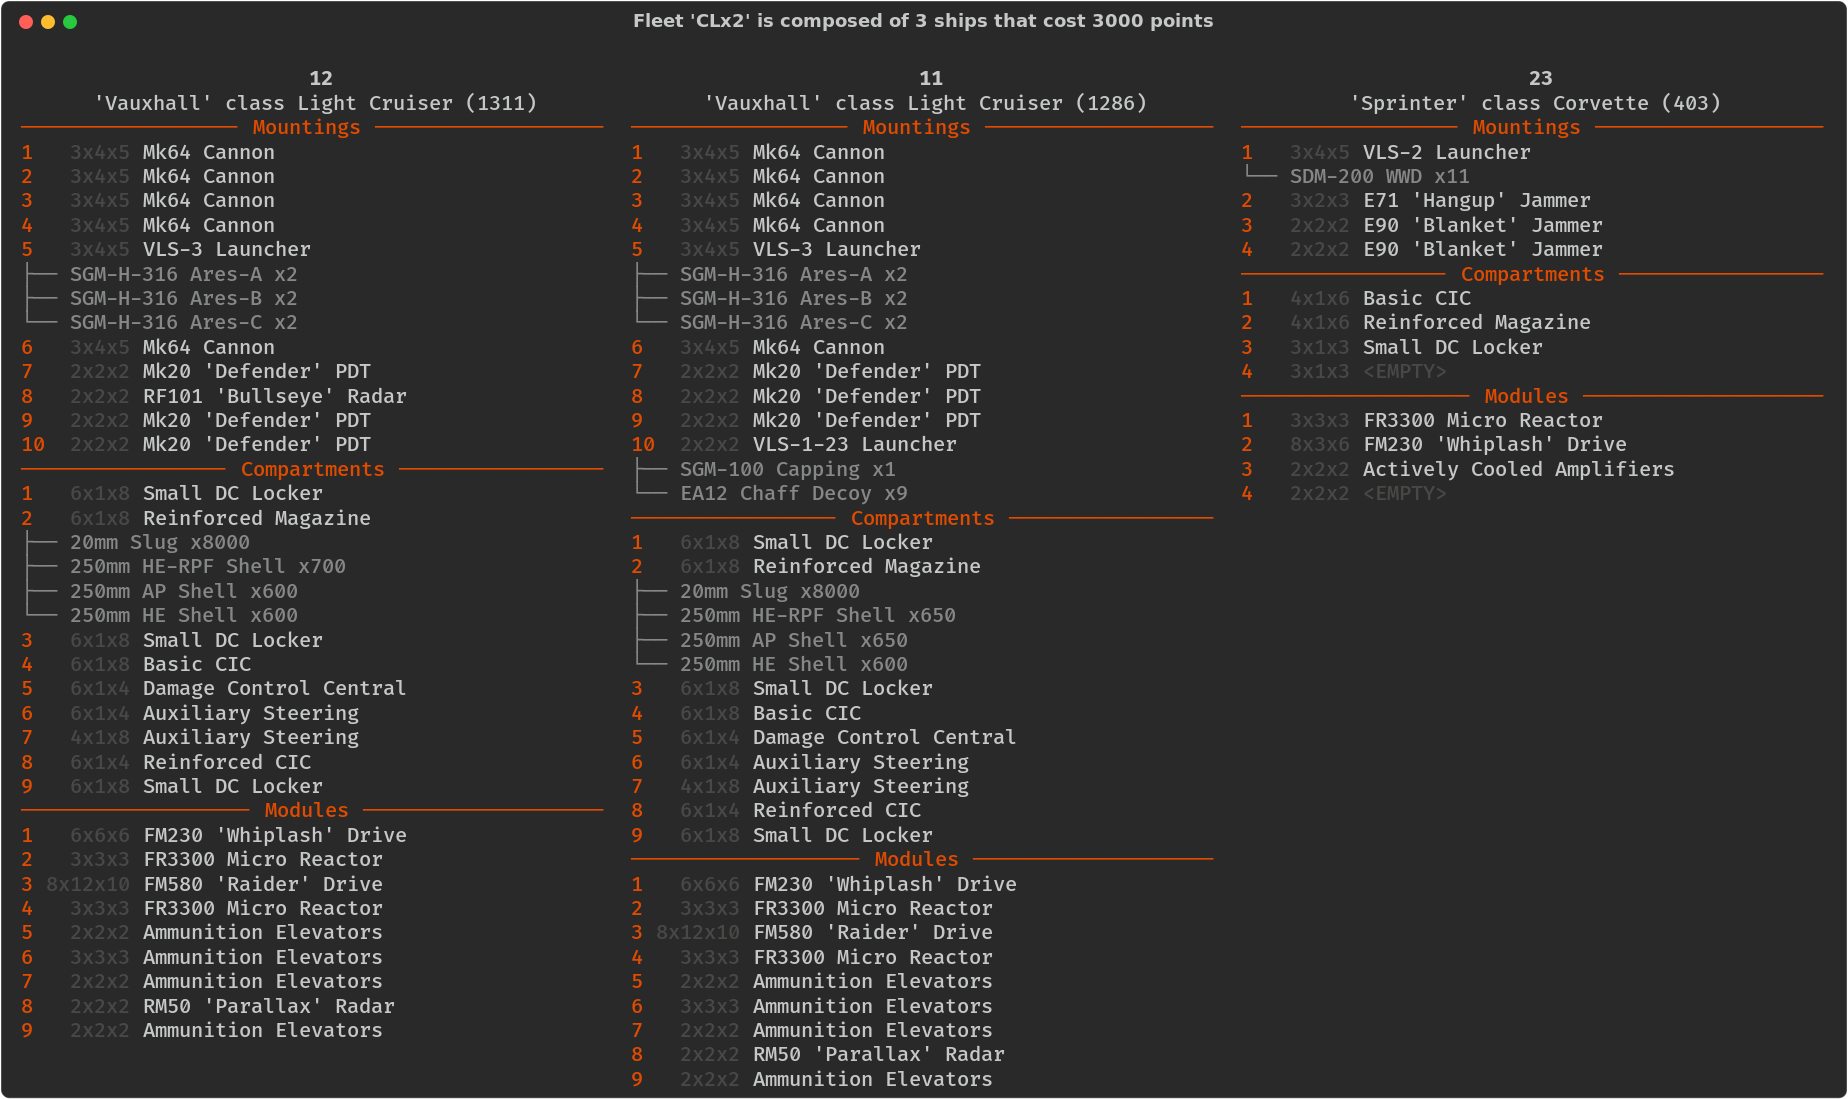 Fleet 'CLx2' is composed of 3 ships that cost 3000 points
12
'Vauxhall' class Light Cruiser (1311)
Mountings
1 3x4x5 Mk64 Cannon
2 3x4x5 Mk64 Cannon
3 3x4x5 Mk64 Cannon
4 3x4x5 Mk64 Cannon
5 3x4x5 VLS-3 Launcher
SGM-H-316 Ares-A x2
SGM-H-316 Ares-B x2
SGM-H-316 Ares-C x2
6 3x4x5 Mk64 Cannon
7 2x2x2 Mk20 'Defender' PDT
8 2x2x2 RF101 'Bullseye' Radar
9 2x2x2 Mk20 'Defender' PDT
10 2x2x2 Mk20 'Defender' PDT
Compartments
1 6x1x8 Small DC Locker
2 6x1x8 Reinforced Magazine
20mm Slug x8000
250mm HE-RPF Shell x700
250mm AP Shell x600
250mm HE Shell x600
3 6x1x8 Small DC Locker
4 6x1x8 Basic CIC
5 6x1x4 Damage Control Central
6 6x1x4 Auxiliary Steering
7 4x1x8 Auxiliary Steering
8 6x1x4 Reinforced CIC
9 6x1x8 Small DC Locker
Modules
1 6x6x6 FM230 'Whiplash' Drive
2 3x3x3 FR3300 Micro Reactor
3 8x12x10 FM580 'Raider' Drive
4 3x3x3 FR3300 Micro Reactor
5 2x2x2 Ammunition Elevators
6 3x3x3 Ammunition Elevators
7 2x2x2 Ammunition Elevators
8 2x2x2 RM50 'Parallax' Radar
9 2x2x2 Ammunition Elevators
11
'Vauxhall' class Light Cruiser (1286)
Mountings
1 3x4x5 Mk64 Cannon
2 3x4x5 Mk64 Cannon
3 3x4x5 Mk64 Cannon
4 3x4x5 Mk64 Cannon
5 3x4x5 VLS-3 Launcher
SGM-H-316 Ares-A x2
SGM-H-316 Ares-B x2
SGM-H-316 Ares-C x2
6 3x4x5 Mk64 Cannon
7 2x2x2 Mk20 'Defender' PDT
8 2x2x2 Mk20 'Defender' PDT
9 2x2x2 Mk20 'Defender' PDT
10 2x2x2 VLS-1-23 Launcher
SGM-100 Capping x1
EA12 Chaff Decoy x9
Compartments
1 6x1x8 Small DC Locker
2 6x1x8 Reinforced Magazine
20mm Slug x8000
250mm HE-RPF Shell x650
250mm AP Shell x650
250mm HE Shell x600
3 6x1x8 Small DC Locker
4 6x1x8 Basic CIC
5 6x1x4 Damage Control Central
6 6x1x4 Auxiliary Steering
7 4x1x8 Auxiliary Steering
8 6x1x4 Reinforced CIC
9 6x1x8 Small DC Locker
Modules
1 6x6x6 FM230 'Whiplash' Drive
2 3x3x3 FR3300 Micro Reactor
3 8x12x10 FM580 'Raider' Drive
4 3x3x3 FR3300 Micro Reactor
5 2x2x2 Ammunition Elevators
6 3x3x3 Ammunition Elevators
7 2x2x2 Ammunition Elevators
8 2x2x2 RM50 'Parallax' Radar
9 2x2x2 Ammunition Elevators
23
'Sprinter' class Corvette (403)
Mountings
1 3x4x5 VLS-2 Launcher
SDM-200 WWD x11
2 3x2x3 E71 'Hangup' Jammer
3 2x2x2 E90 'Blanket' Jammer
4 2x2x2 E90 'Blanket' Jammer
Compartments
1 4x1x6 Basic CIC
2 4x1x6 Reinforced Magazine
3 3x1x3 Small DC Locker
4 3x1x3 <EMPTY>
Modules
1 3x3x3 FR3300 Micro Reactor
2 8x3x6 FM230 'Whiplash' Drive
3 2x2x2 Actively Cooled Amplifiers
4 2x2x2 <EMPTY>